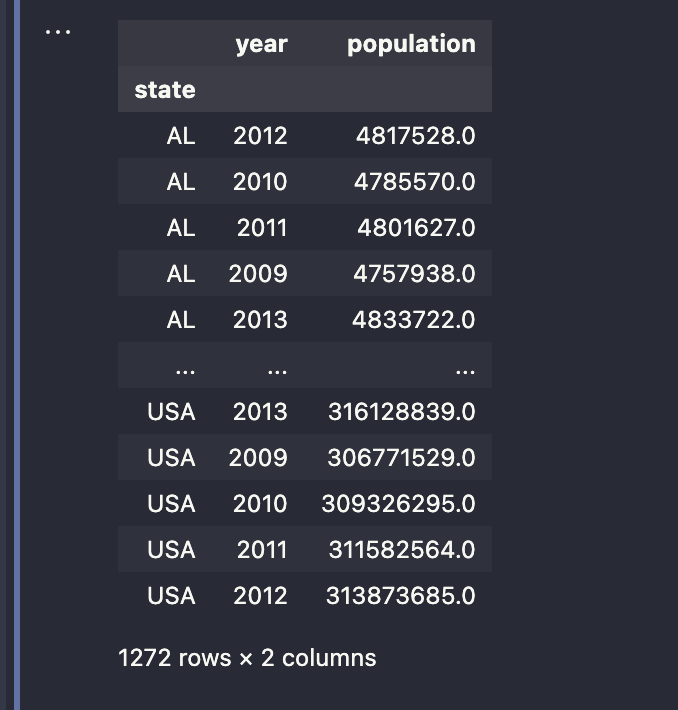 ...
year population
state
AL 2012 4817528.0
AL 2010 4785570.0
AL 2011 4801627.0
AL 2009 4757938.0
AL 2013 4833722.0
... ... ...
USA 2013 316128839.0
USA 2009 306771529.0
USA 2010 309326295.0
USA 2011 311582564.0
USA 2012 313873685.0
1272 rows × 2 columns